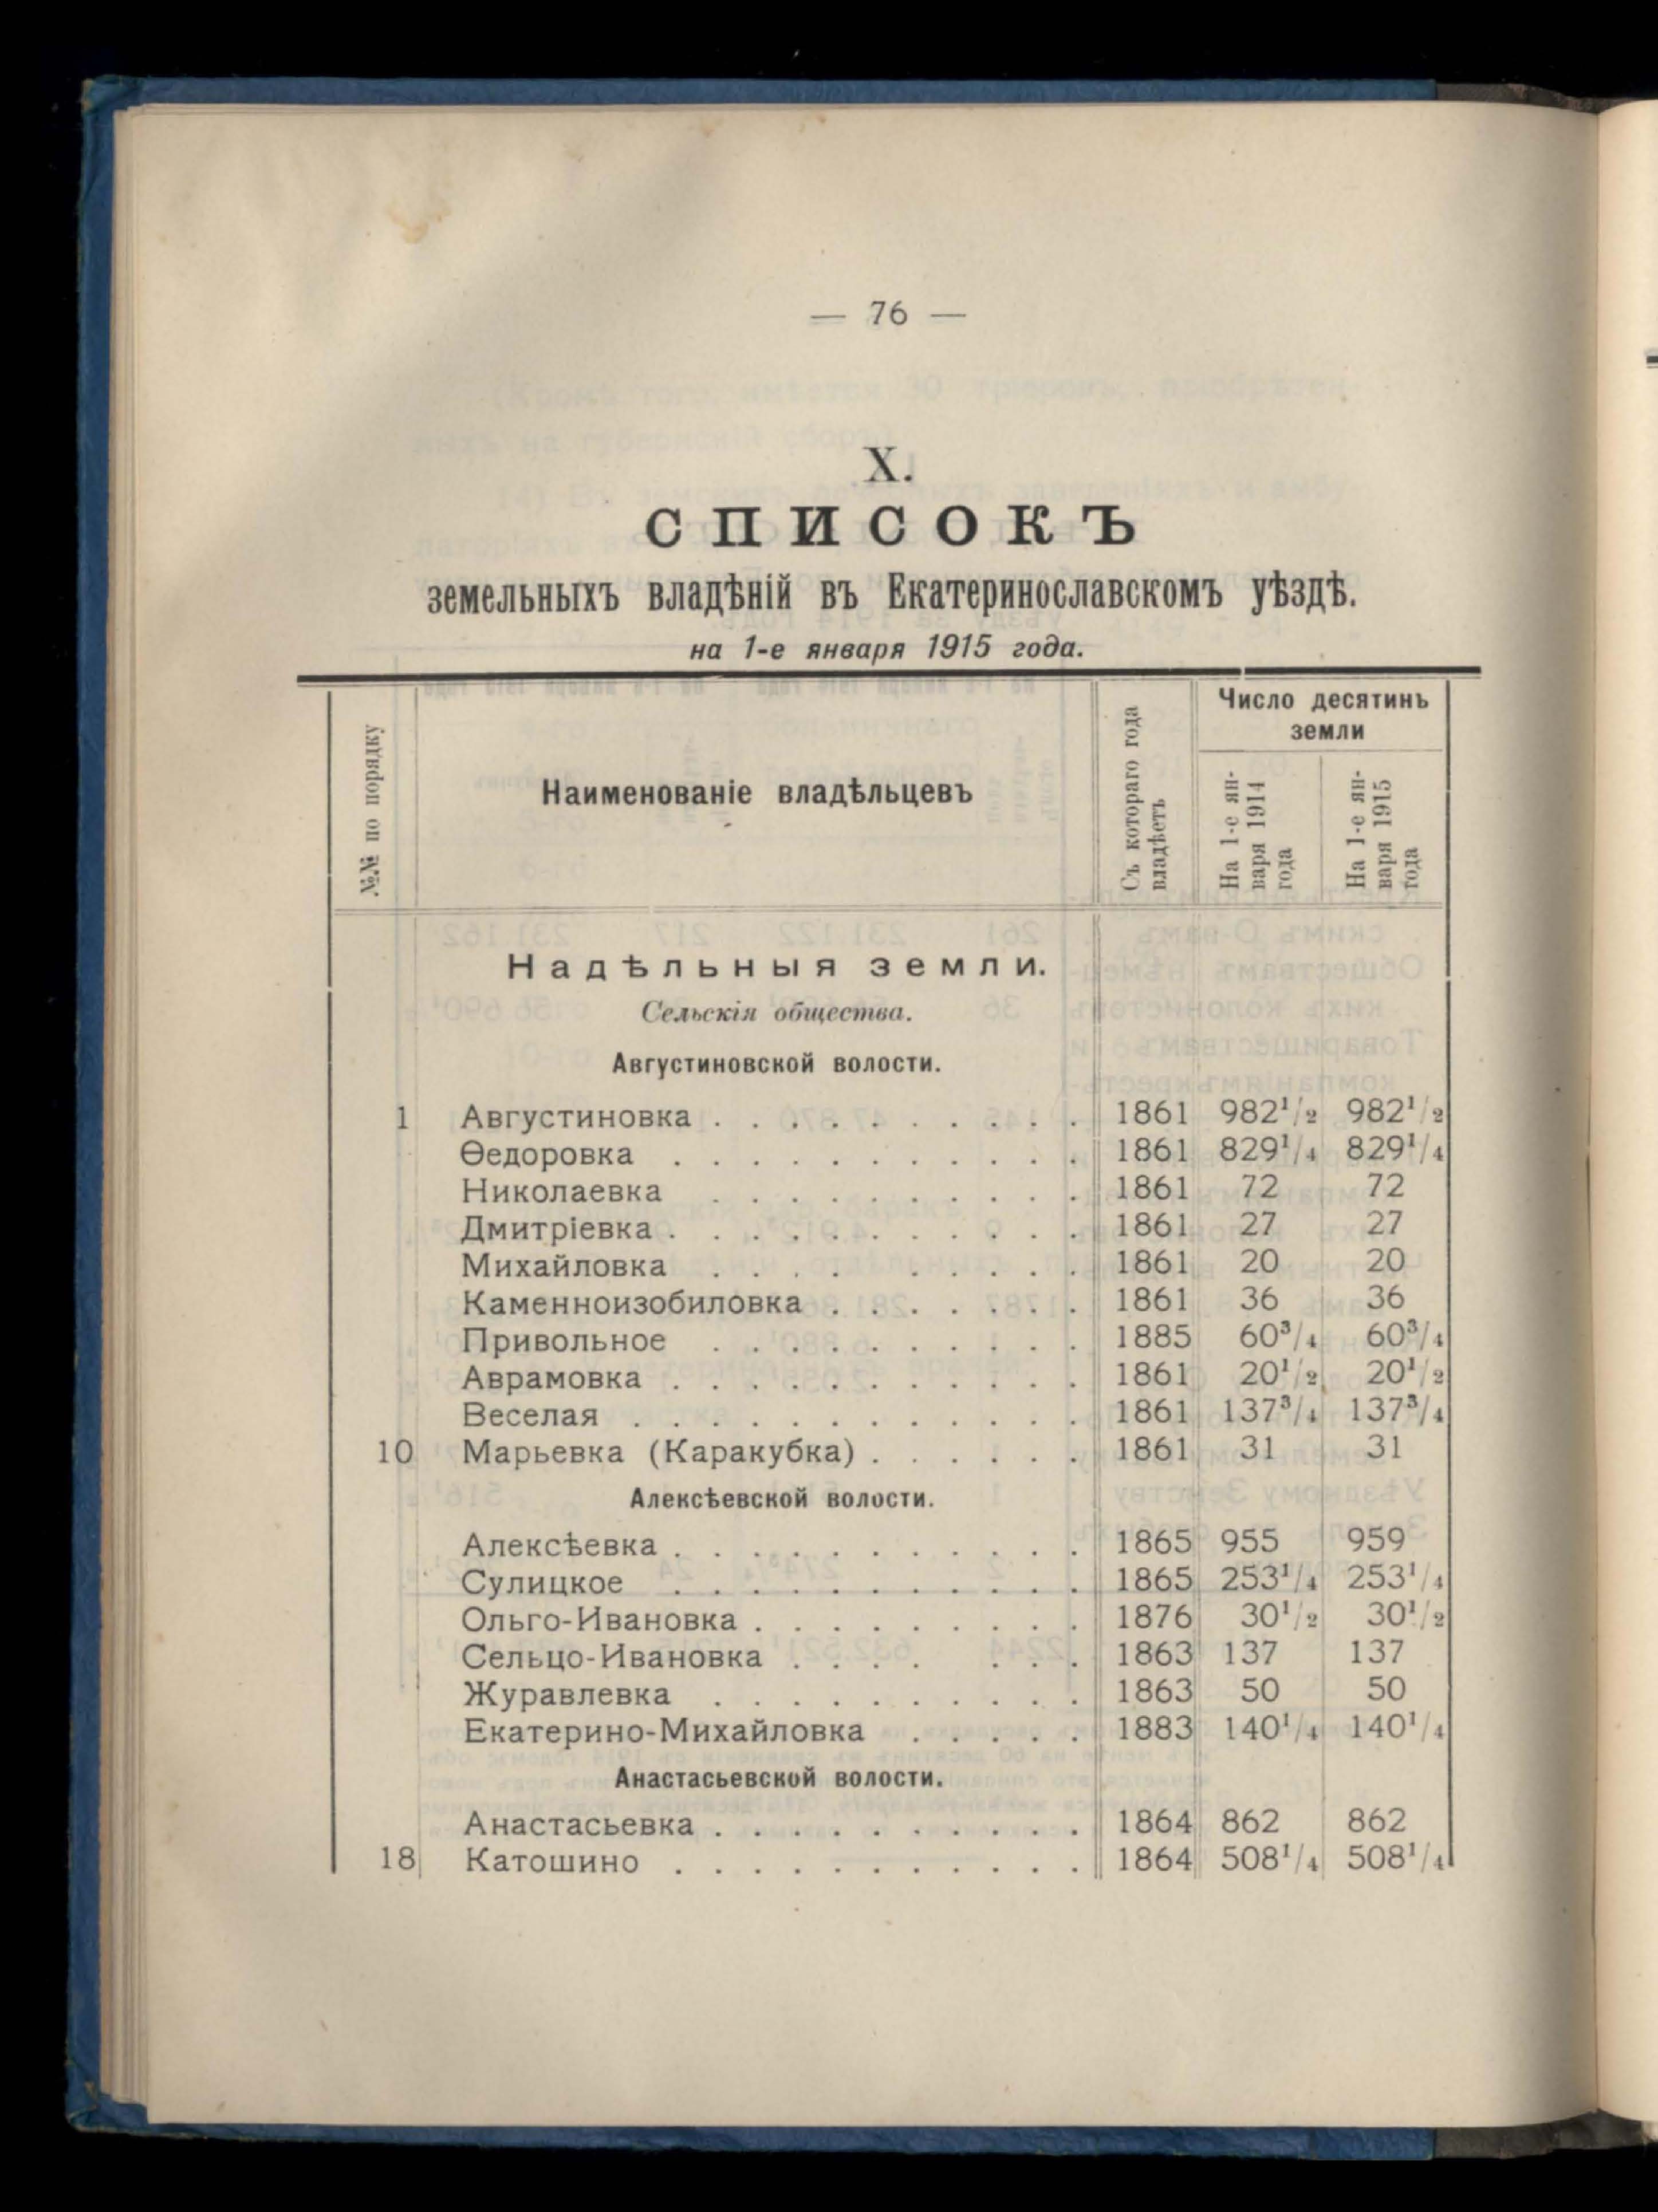 — 76 —
X.
СПИСОКЪ
земельныхъ владѣній въ Екатеринославскомъ уѣздѣ.
на 1-е января 1915 года.
№№ по порядку
Наименованіе владѣльцевъ
Съ котораго года владѣетъ
Число десятинъ земли
На 1-е января 1914 года
На 1-е января 1915 года
Надѣльныя земли.
Сельскія общества.
Августиновской волости.
1 Августиновка . . . . . . . . . . 1861 982¹/₂ 982¹/₂
Ѳедоровка . . . . . . . . . . . 1861 829¹/₄ 829¹/₄
Николаевка . . . . . . . . . . 1861 72 72
Дмитріевка . . . . . . . . . . . 1861 27 27
Михайловка . . . . . . . . . 1861 20 20
Каменноизобиловка . . . . . . . 1861 36 36
Привольное . . . . . . . . . . 1885 60³/₄ 60³/₄
Аврамовка . . . . . . . . . . . 1861 20¹/₂ 20¹/₂
Веселая . . . . . . . . . . . . 1861 137³/₄ 137³/₄
10 Марьевка (Каракубка) . . . . . . 1861 31 31
Алексѣевской волости.
Алексѣевка . . . . . . . . . . . 1865 955 959
Сулицкое . . . . . . . . . . . 1865 253¹/₄ 253¹/₄
Ольго-Ивановка . . . . . . . . . 1876 30¹/₂ 30¹/₂
Сельцо-Ивановка . . . . . . . 1863 137 137
Журавлевка . . . . . . . . . . 1863 50 50
Екатерино-Михайловка . . . . . 1883 140¹/₄ 140¹/₄
Анастасьевской волости.
Анастасьевка . . . . . . . . . . 1864 862 862
18 Катошино . . . . . . . . . . . 1864 508¹/₄ 508¹/₄